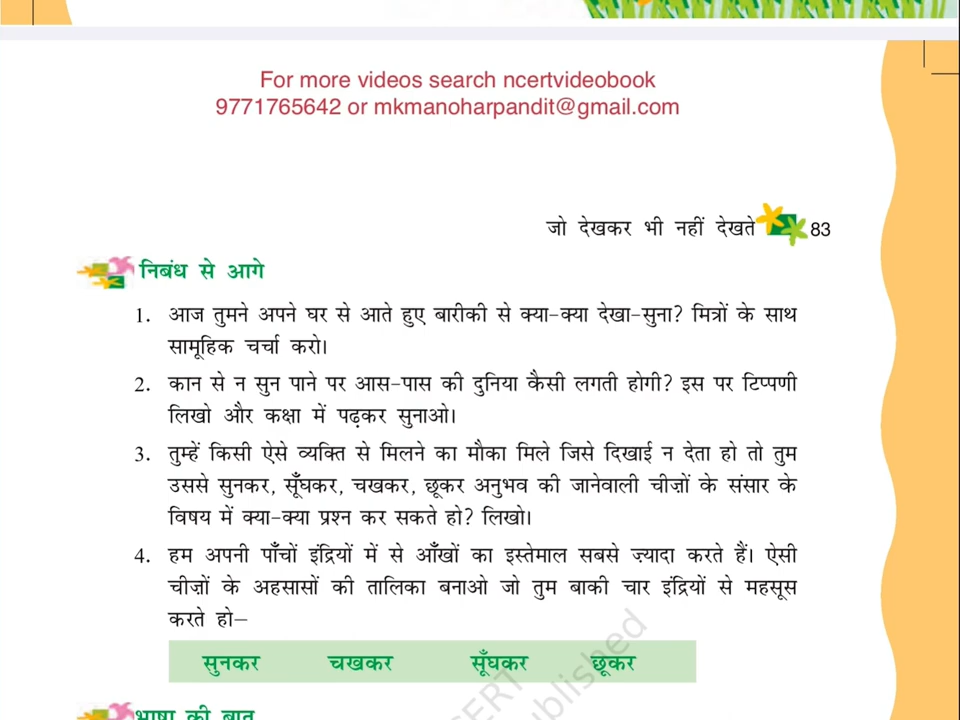 For more videos search ncertvideobook
9771765642 or mkmanoharpandit@gmail.com
जो देखकर भी नहीं देखते 83
निबंध से आगे
1. आज तुमने अपने घर से आते हुए बारीकी से क्या-क्या देखा-सुना? मित्रों के साथ
सामूहिक चर्चा करो।
2. कान से न सुन पाने पर आस-पास की दुनिया कैसी लगती होगी? इस पर टिप्पणी
लिखो और कक्षा में पढ़कर सुनाओ।
3. तुम्हें किसी ऐसे व्यक्ति से मिलने का मौका मिले जिसे दिखाई न देता हो तो तुम
उससे सुनकर, सूँघकर, चखकर, छूकर अनुभव की जानेवाली चीज़ों के संसार के
विषय में क्या-क्या प्रश्न कर सकते हो? लिखो।
4. हम अपनी पाँचों इंद्रियों में से आँखों का इस्तेमाल सबसे ज़्यादा करते हैं। ऐसी
चीज़ों के अहसासों की तालिका बनाओ जो तुम बाकी चार इंद्रियों से महसूस
करते हो–
सुनकर चखकर सूँघकर छूकर
भाषा की बात